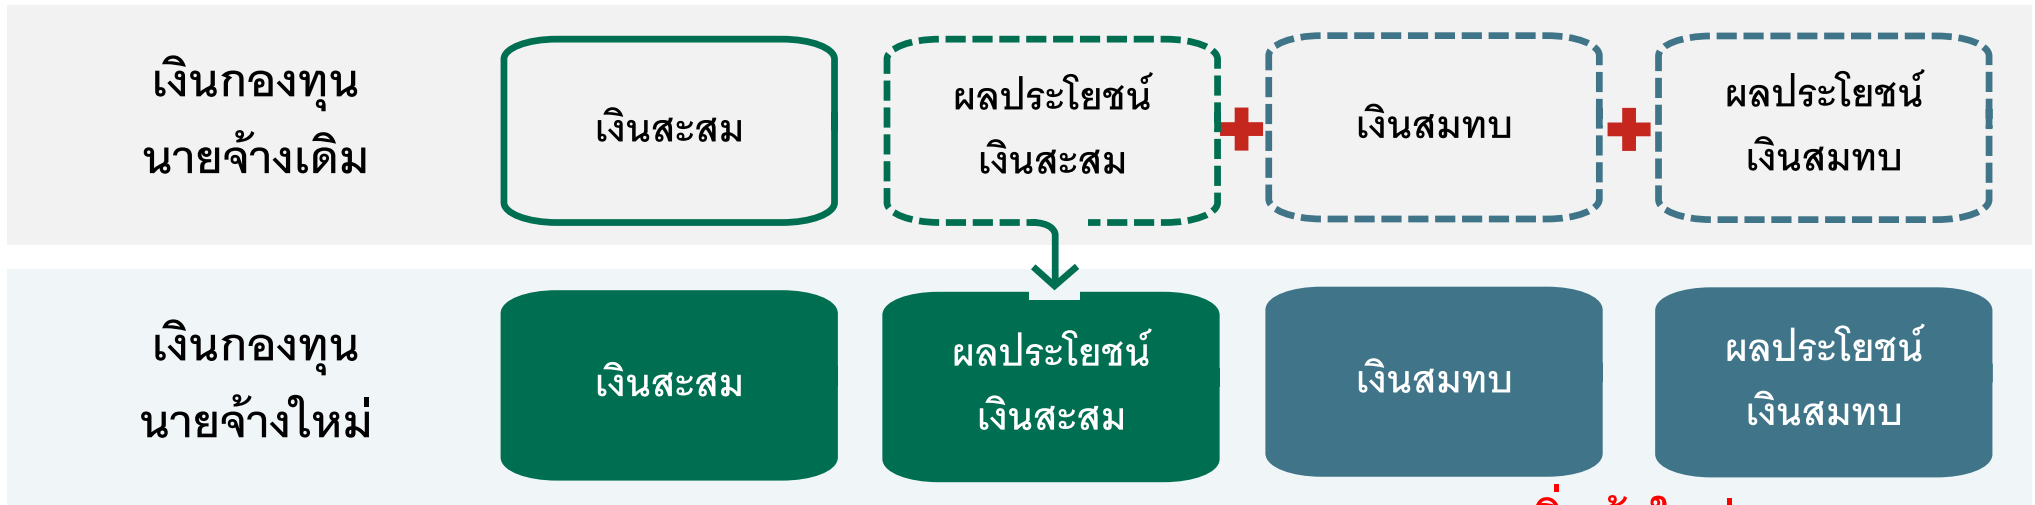 เงินกองทุน
นายจ้างเดิม
เงินสะสม
ผลประโยชน์
เงินสะสม
เงินสมทบ
ผลประโยชน์
เงินสมทบ
เงินกองทุน
นายจ้างใหม่
เงินสะสม
ผลประโยชน์
เงินสะสม
เงินสมทบ
ผลประโยชน์
เงินสมทบ